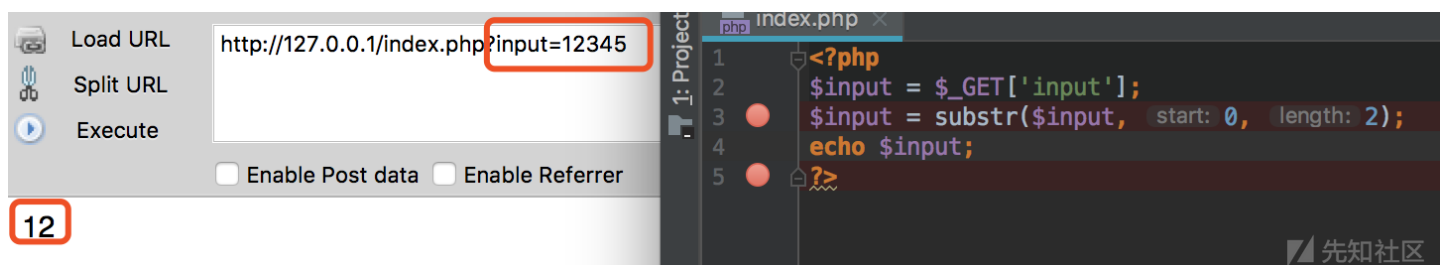 Load URL
http://127.0.0.1/index.php?input=12345
Split URL
Execute
Enable Post data
Enable Referrer
12
1: Project
php
index.php
1 <?php
2 $input = $_GET['input'];
3 $input = substr($input, start: 0, length: 2);
4 echo $input;
5 ?>
先知社区